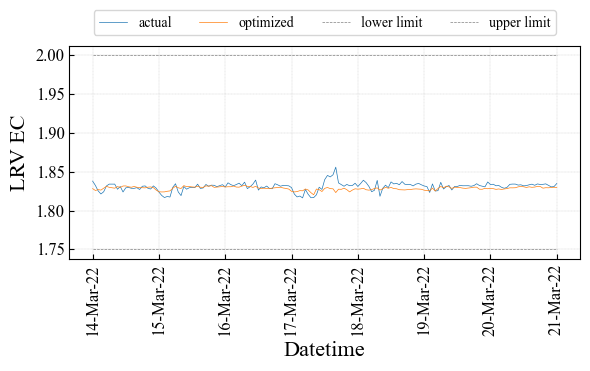 actual optimized lower limit upper limit
2.00
1.95
1.90
1.85
1.80
1.75
LRV EC
14-Mar-22
15-Mar-22
16-Mar-22
17-Mar-22
18-Mar-22
19-Mar-22
20-Mar-22
21-Mar-22
Datetime